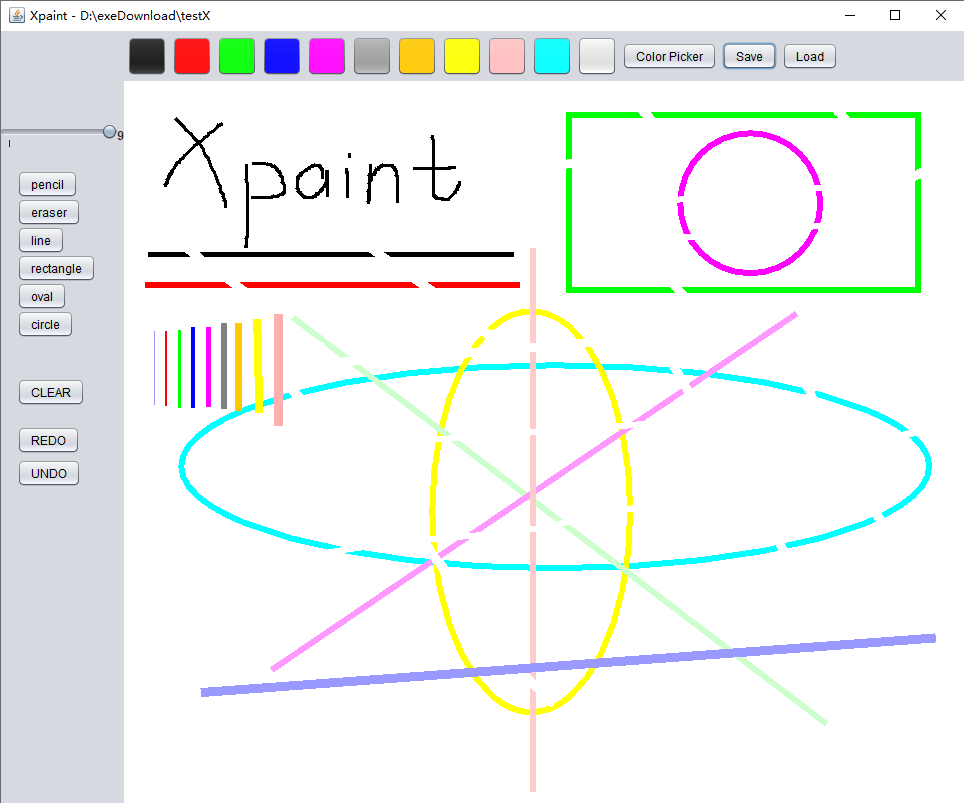 Xpaint - D:\exeDownload\testX
Color Picker Save Load
9
pencil
eraser
line
rectangle
oval
circle
CLEAR
REDO
UNDO
Xpaint